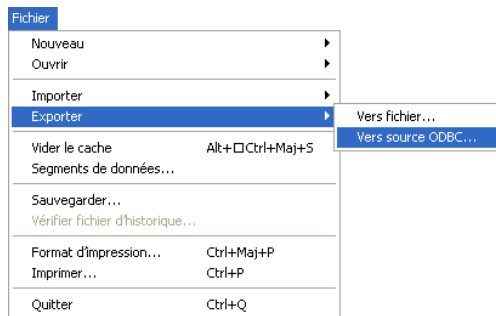 Fichier
Nouveau
Ouvrir
Importer
Exporter
Vers fichier...
Vers source ODBC...
Vider le cache Alt+□Ctrl+Maj+S
Segments de données...
Sauvegarder...
Vérifier fichier d'historique...
Format d'impression... Ctrl+Maj+P
Imprimer... Ctrl+P
Quitter Ctrl+Q